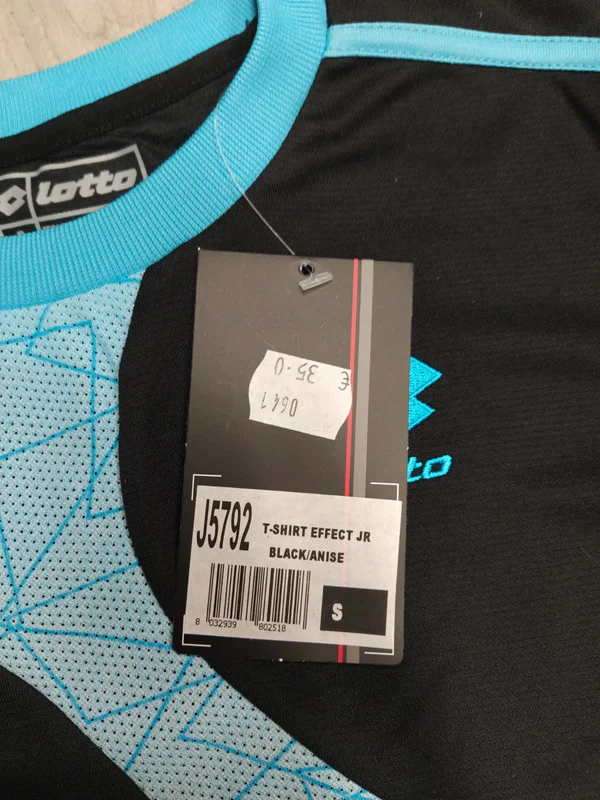 lotto
€ 35.0
0641
lotto
J5792
T-SHIRT EFFECT JR
BLACK/ANISE
S
8 032939 802518